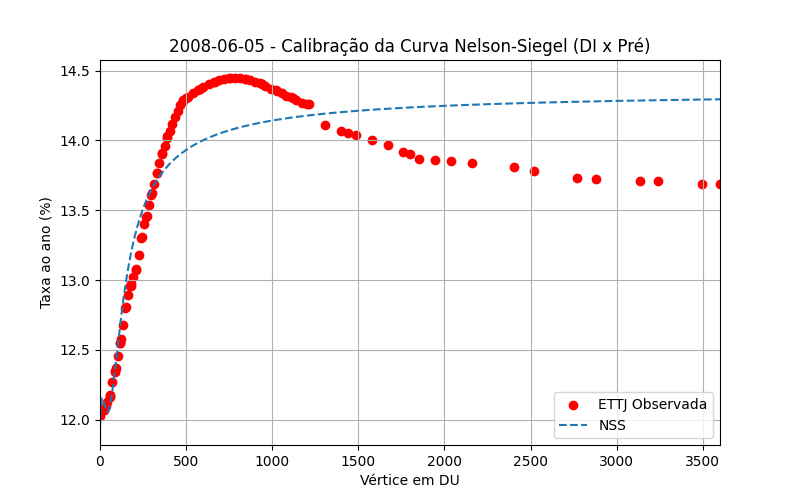 2008-06-05 - Calibração da Curva Nelson-Siegel (DI x Pré)
Taxa ao ano (%)
14.5
14.0
13.5
13.0
12.5
12.0
ETTJ Observada
NSS
0 500 1000 1500 2000 2500 3000 3500
Vértice em DU